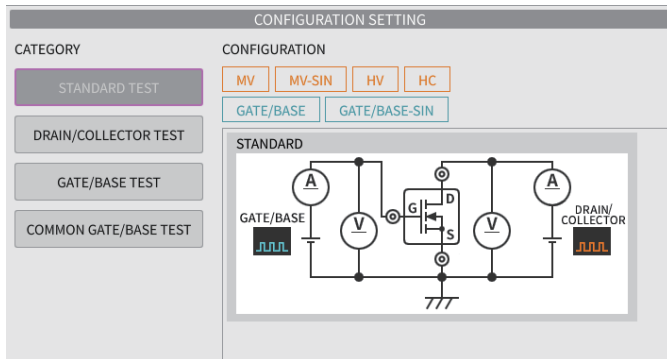 CONFIGURATION SETTING
CATEGORY
CONFIGURATION
STANDARD TEST
MV
MV-SIN
HV
HC
GATE/BASE
GATE/BASE-SIN
DRAIN/COLLECTOR TEST
GATE/BASE TEST
COMMON GATE/BASE TEST
STANDARD
A
A
GATE/BASE
V
G
D
S
V
DRAIN/
COLLECTOR